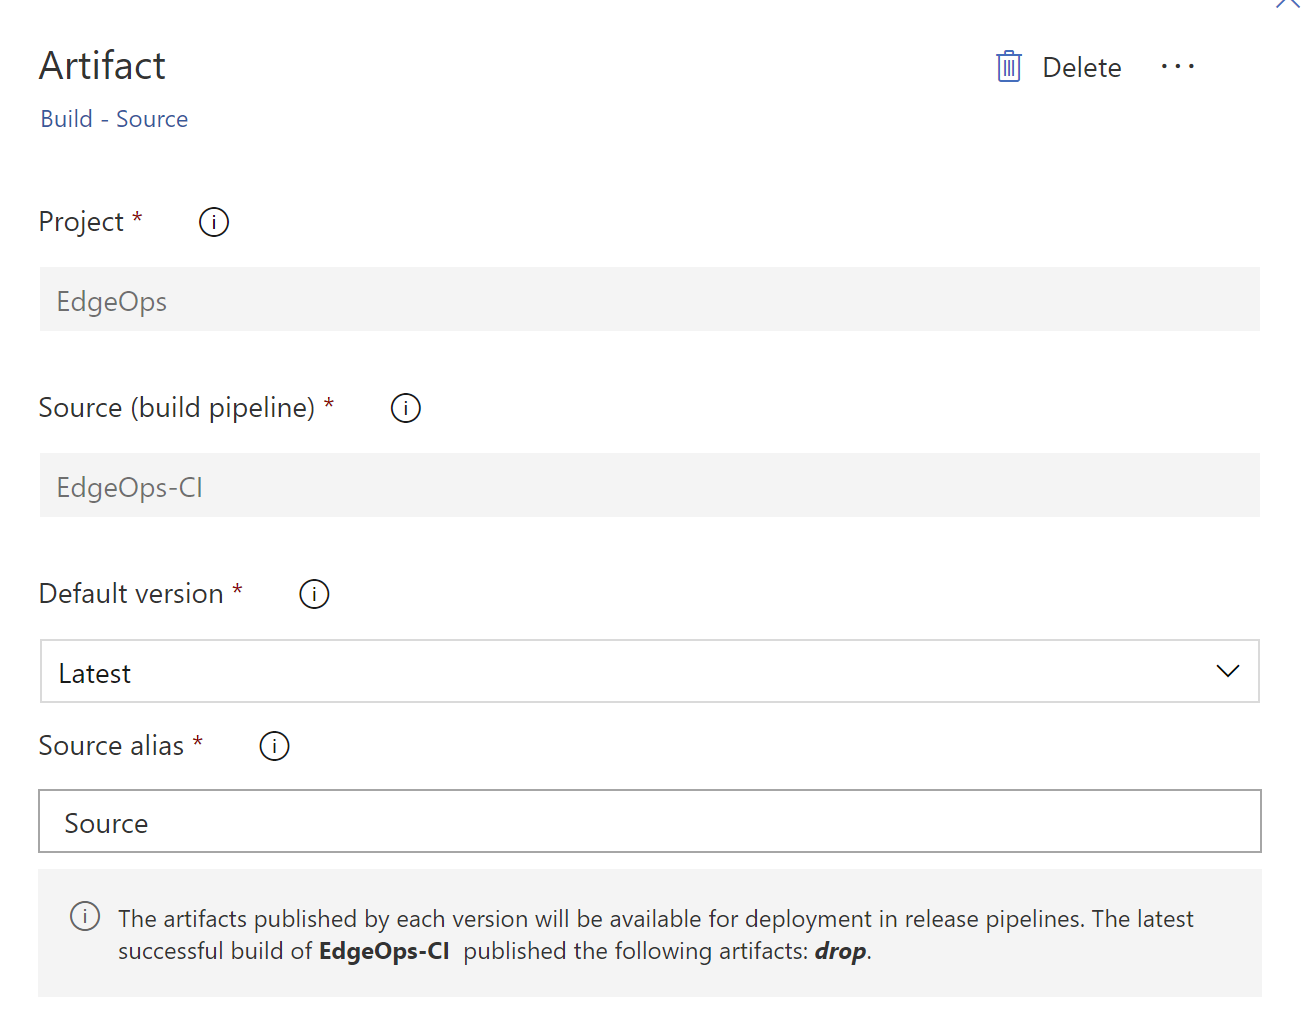 Artifact
Delete ...
Build - Source
Project *
EdgeOps
Source (build pipeline) *
EdgeOps-CI
Default version *
Latest
Source alias *
Source
The artifacts published by each version will be available for deployment in release pipelines. The latest
successful build of EdgeOps-CI published the following artifacts: drop.